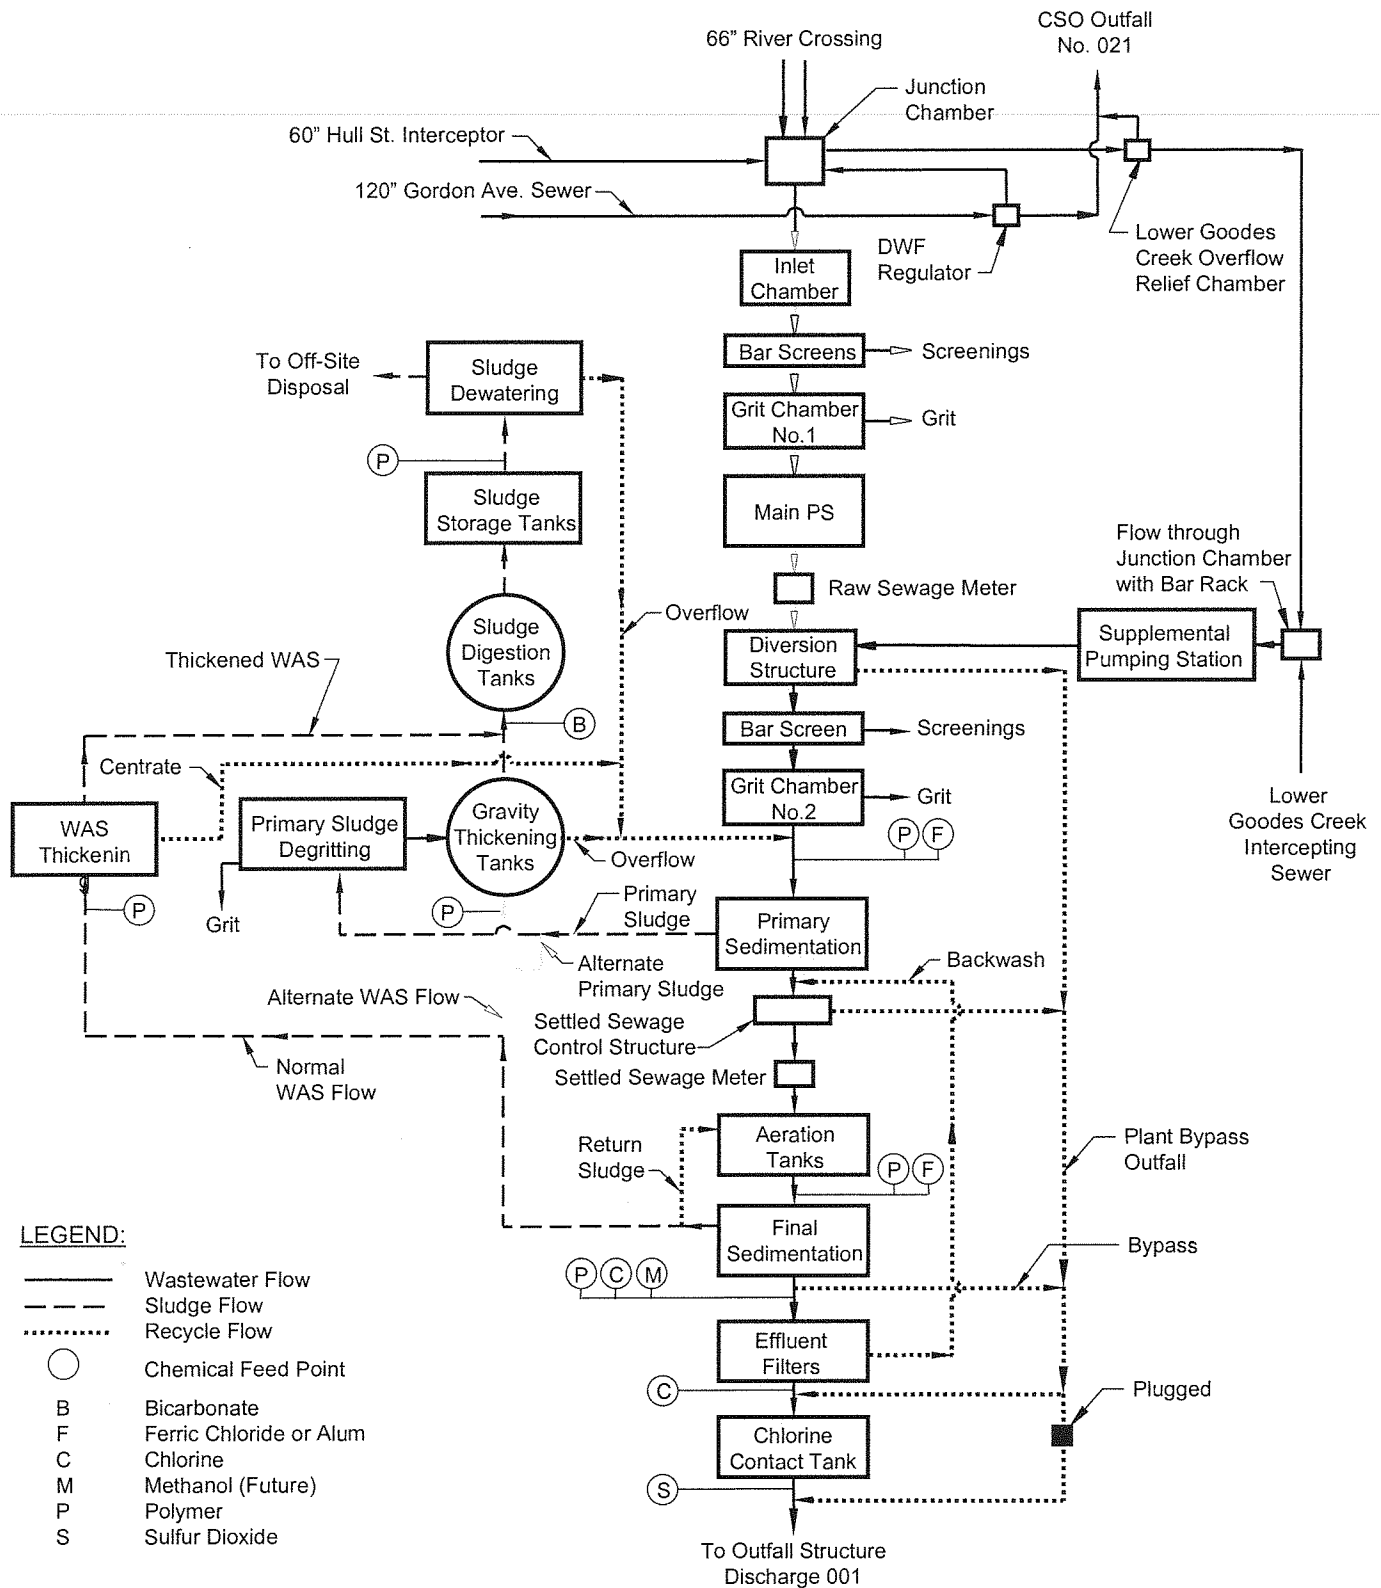 CSO Outfall
No. 021
66" River Crossing
Junction
Chamber
60" Hull St. Interceptor
120" Gordon Ave. Sewer
DWF
Regulator
Lower Goodes
Creek Overflow
Relief Chamber
Inlet
Chamber
Bar Screens
Screenings
Grit Chamber
No.1
Grit
Main PS
Raw Sewage Meter
To Off-Site
Disposal
Sludge
Dewatering
P
Sludge
Storage Tanks
Overflow
Sludge
Digestion
Tanks
Thickened WAS
B
Flow through
Junction Chamber
with Bar Rack
Diversion
Structure
Supplemental
Pumping Station
Bar Screen
Screenings
Grit Chamber
No.2
Grit
Lower
Goodes Creek
Intercepting
Sewer
Centrate
WAS
Thickenin
g
P
Primary Sludge
Degritting
Grit
Gravity
Thickening
Tanks
Overflow
P
P
F
Primary
Sludge
Primary
Sedimentation
Alternate
Primary Sludge
Backwash
Alternate WAS Flow
Settled Sewage
Control Structure
Normal
WAS Flow
Settled Sewage Meter
Aeration
Tanks
Return
Sludge
P
F
Plant Bypass
Outfall
Final
Sedimentation
Bypass
P
C
M
Effluent
Filters
C
Plugged
Chlorine
Contact Tank
S
To Outfall Structure
Discharge 001
LEGEND:
Wastewater Flow
Sludge Flow
Recycle Flow
Chemical Feed Point
B Bicarbonate
F Ferric Chloride or Alum
C Chlorine
M Methanol (Future)
P Polymer
S Sulfur Dioxide